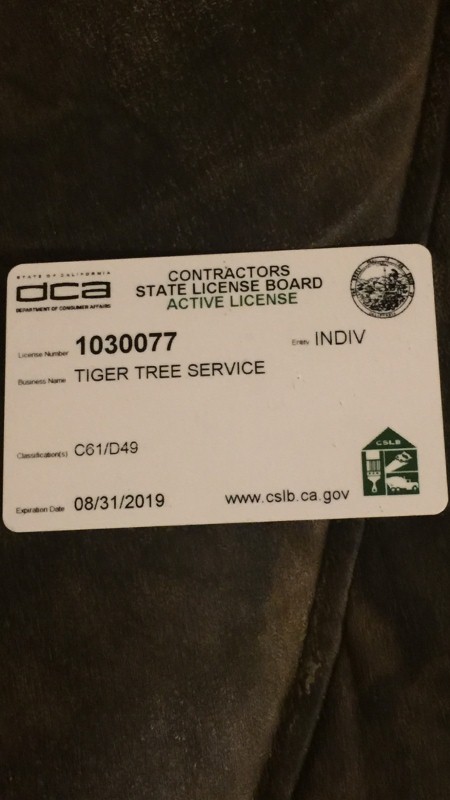 STATE OF CALIFORNIA
dca
DEPARTMENT OF CONSUMER AFFAIRS
CONTRACTORS
STATE LICENSE BOARD
ACTIVE LICENSE
License Number 1030077
Entity INDIV
Business Name TIGER TREE SERVICE
Classification(s) C61/D49
CSLB
Expiration Date 08/31/2019
www.cslb.ca.gov